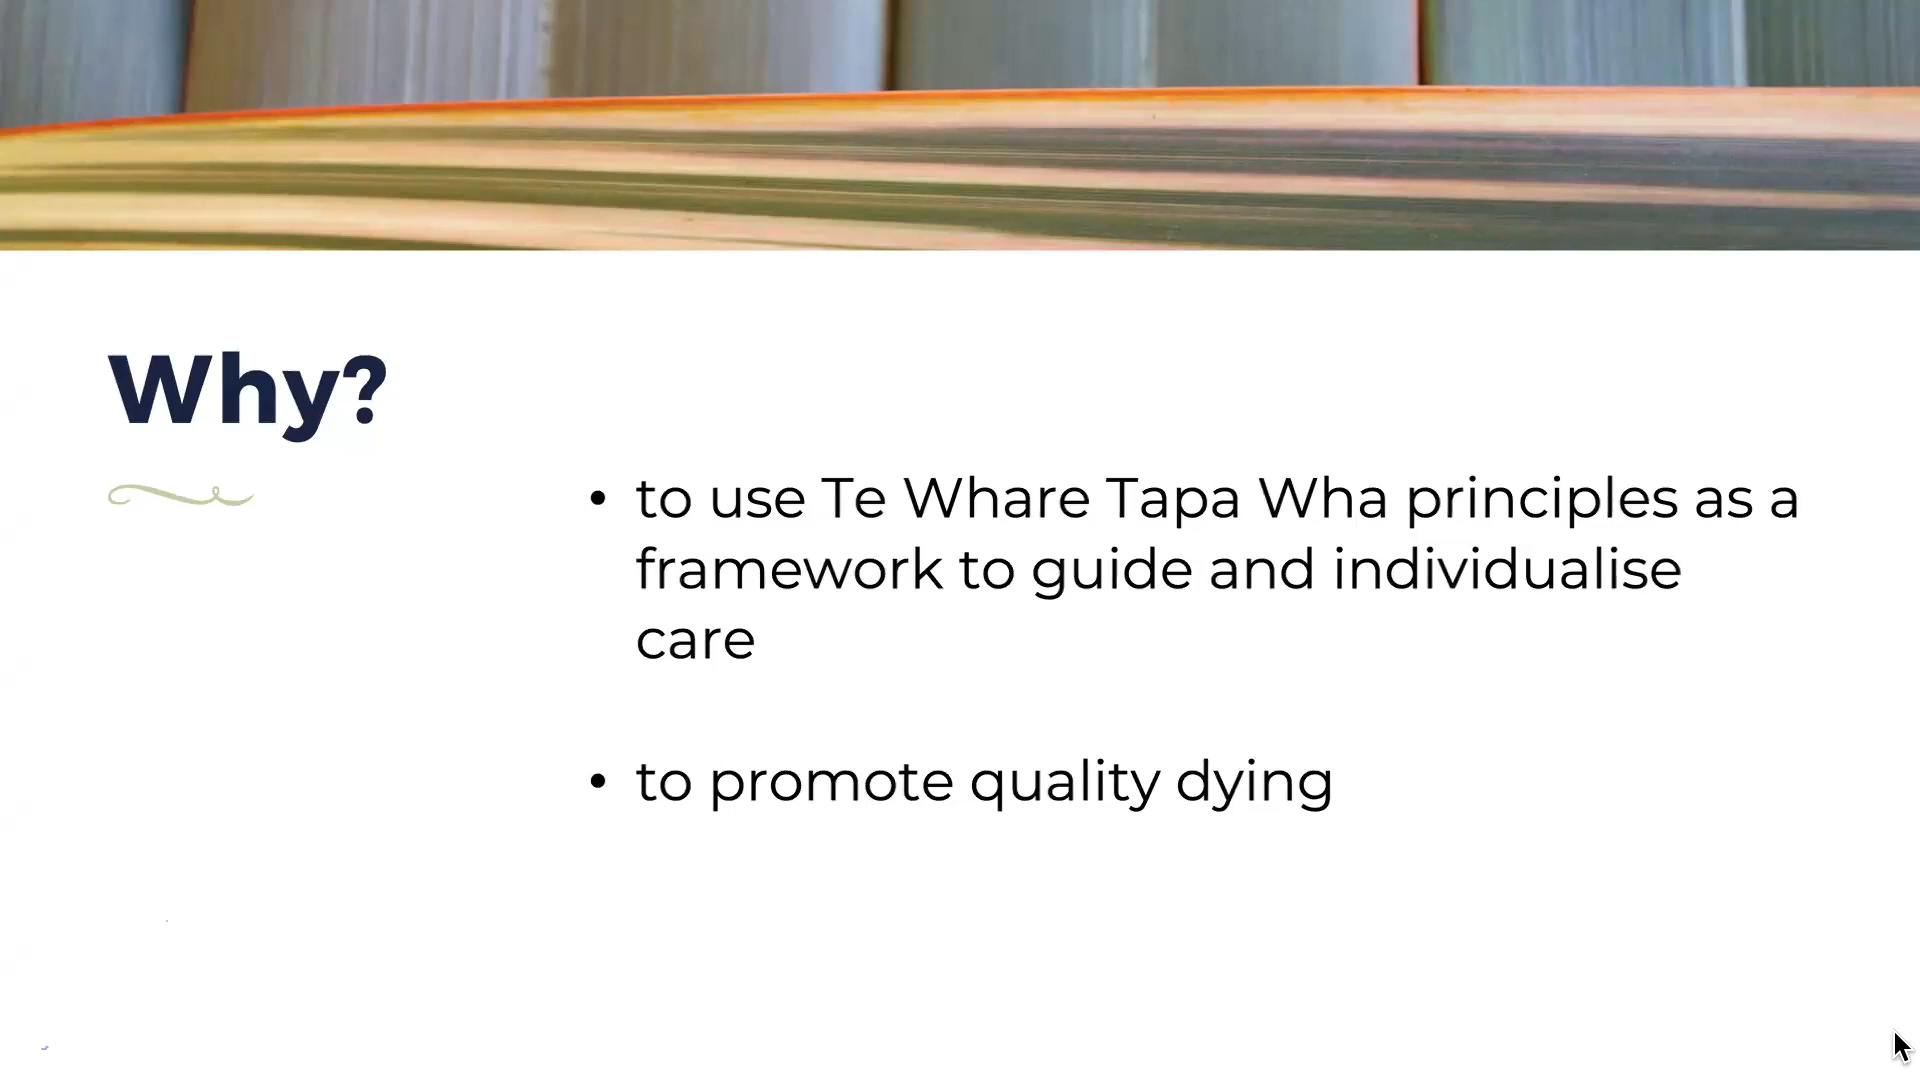 Why?
• to use Te Whare Tapa Wha principles as a
framework to guide and individualise
care
• to promote quality dying